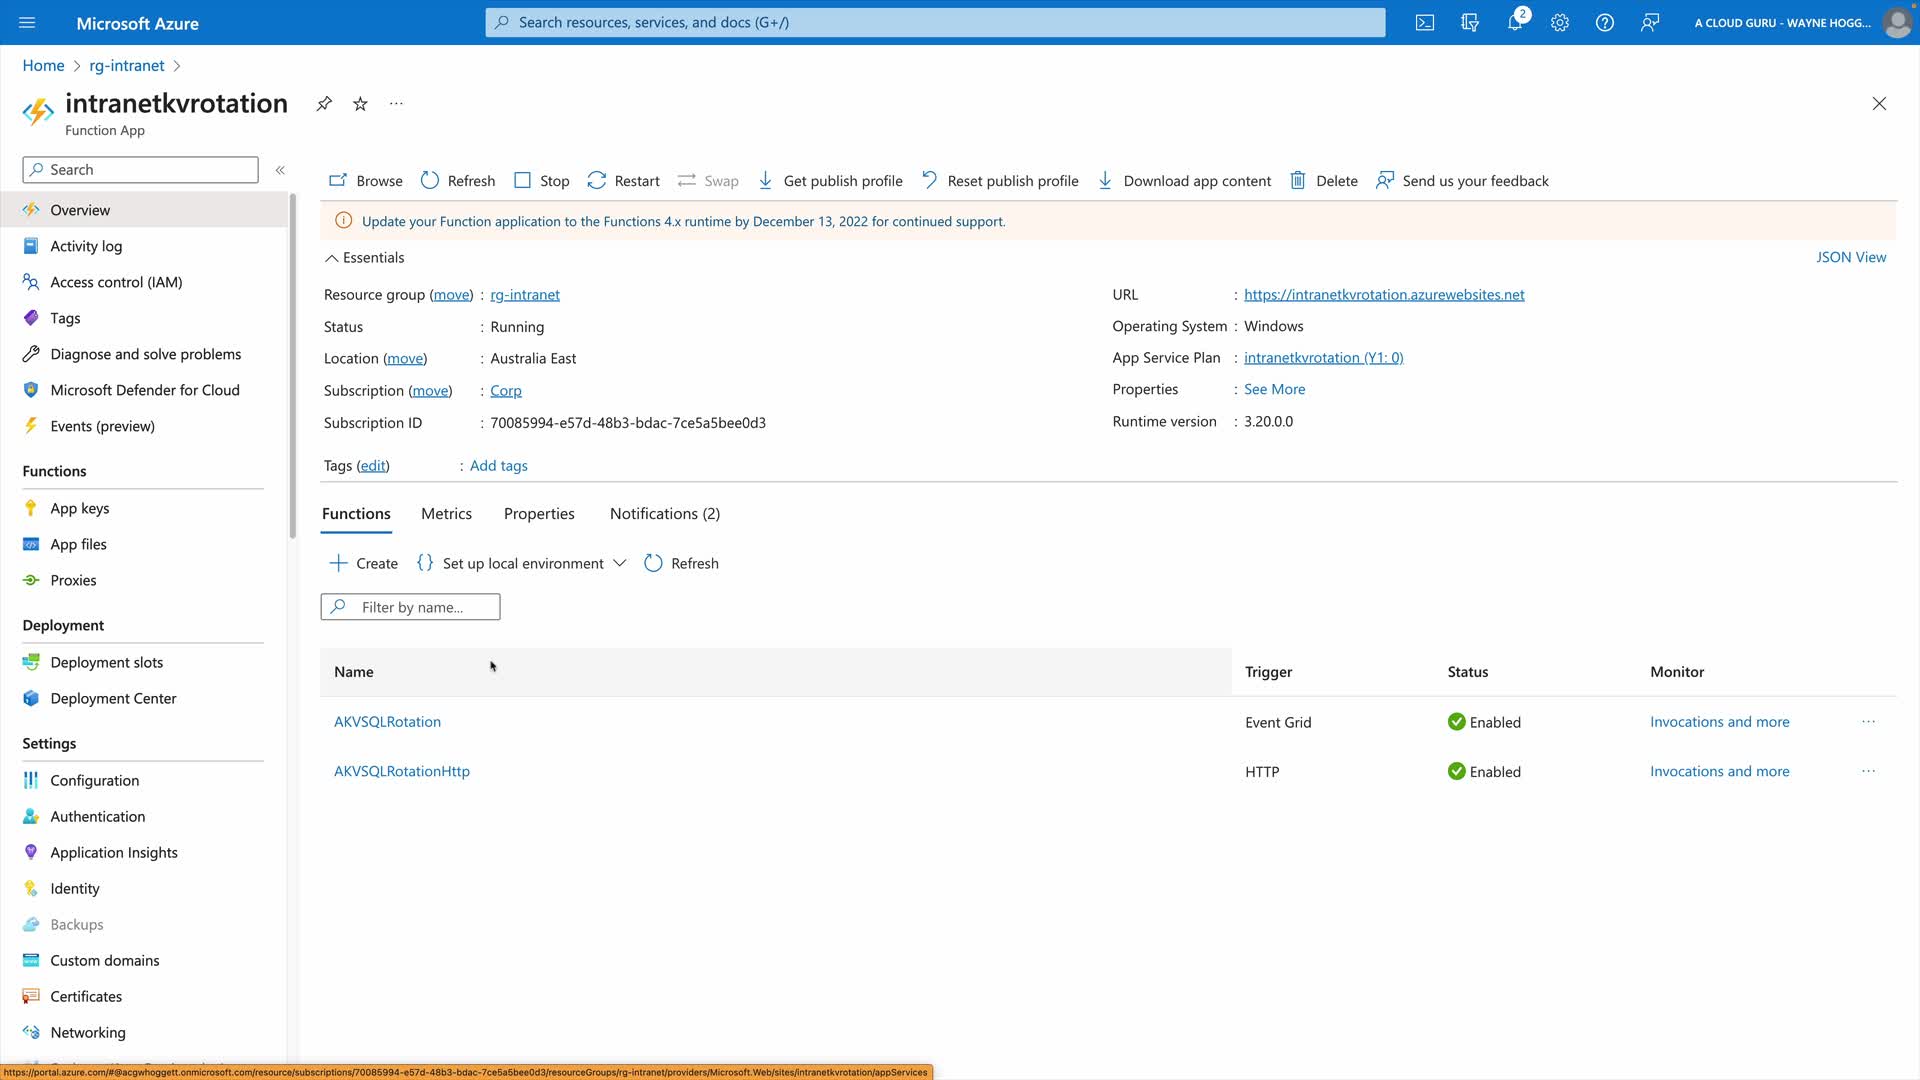 Microsoft Azure
Search resources, services, and docs (G+/)
2
A CLOUD GURU - WAYNE HOGG...
Home > rg-intranet >
intranetkvrotation
Function App
Search
Browse Refresh Stop Restart Swap Get publish profile Reset publish profile Download app content Delete Send us your feedback
Overview
Activity log
Access control (IAM)
Tags
Diagnose and solve problems
Microsoft Defender for Cloud
Events (preview)
Functions
App keys
App files
Proxies
Deployment
Deployment slots
Deployment Center
Settings
Configuration
Authentication
Application Insights
Identity
Backups
Custom domains
Certificates
Networking
Update your Function application to the Functions 4.x runtime by December 13, 2022 for continued support.
Essentials
JSON View
Resource group (move) : rg-intranet
Status : Running
Location (move) : Australia East
Subscription (move) : Corp
Subscription ID : 70085994-e57d-48b3-bdac-7ce5a5bee0d3
Tags (edit) : Add tags
URL : https://intranetkvrotation.azurewebsites.net
Operating System : Windows
App Service Plan : intranetkvrotation (Y1: 0)
Properties : See More
Runtime version : 3.20.0.0
Functions Metrics Properties Notifications (2)
Create {} Set up local environment Refresh
Filter by name...
Name Trigger Status Monitor
AKVSQLRotation Event Grid Enabled Invocations and more ...
AKVSQLRotationHttp HTTP Enabled Invocations and more ...
https://portal.azure.com/#@acgwhoggett.onmicrosoft.com/resource/subscriptions/70085994-e57d-48b3-bdac-7ce5a5bee0d3/resourceGroups/rg-intranet/providers/Microsoft.Web/sites/intranetkvrotation/appServices